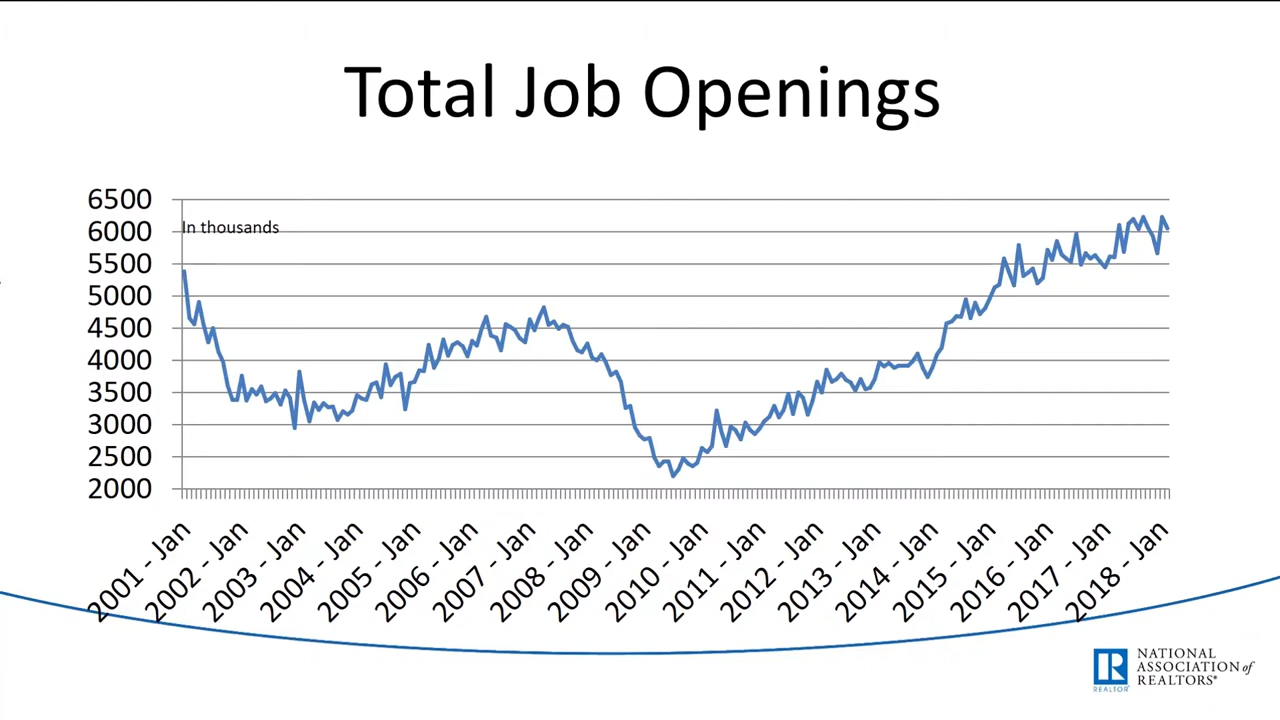 Total Job Openings
6500
In thousands
6000
5500
5000
4500
4000
3500
3000
2500
2000
2001 - Jan
2002 - Jan
2003 - Jan
2004 - Jan
2005 - Jan
2006 - Jan
2007 - Jan
2008 - Jan
2009 - Jan
2010 - Jan
2011 - Jan
2012 - Jan
2013 - Jan
2014 - Jan
2015 - Jan
2016 - Jan
2017 - Jan
2018 - Jan
NATIONAL
ASSOCIATION of
REALTORS®
R
REALTOR®